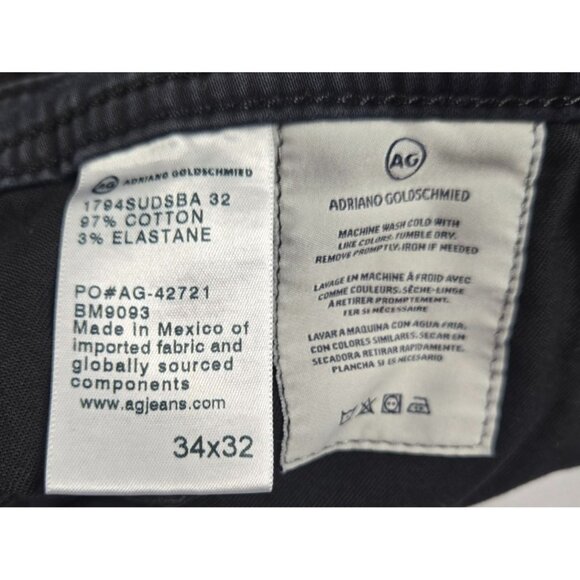 AG ADRIANO GOLDSCHMIED
1794SUDSBA 32
97% COTTON
3% ELASTANE
PO#AG-42721
BM9093
Made in Mexico of
imported fabric and
globally sourced
components
www.agjeans.com
34x32
AG
ADRIANO GOLDSCHMIED
MACHINE WASH COLD WITH
LIKE COLORS. TUMBLE DRY.
REMOVE PROMPTLY. IRON IF NEEDED
LAVAGE EN MACHINE À FROID AVEC
COMME COULEURS. SÈCHE-LINGE
À RETIRER PROMPTEMENT.
FER SI NÉCESSAIRE
LAVAR A MAQUINA CON AGUA FRIA.
CON COLORES SIMILARES. SECAR EN
SECADORA RETIRAR RAPIDAMENTE.
PLANCHA SI ES NECESARIO